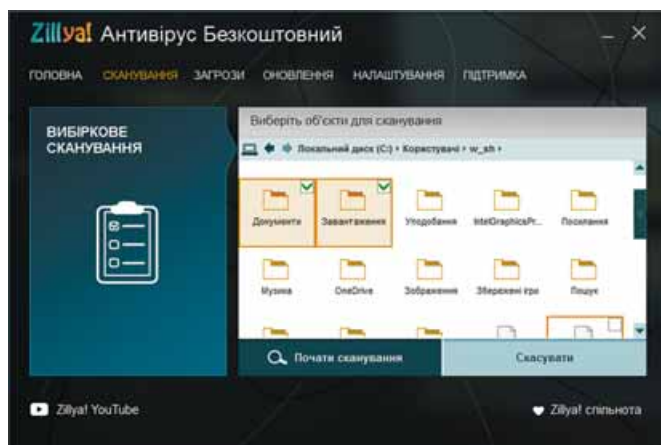 Zillya! Антивірус Безкоштовний
ГОЛОВНА СКАНУВАННЯ ЗАГРОЗИ ОНОВЛЕННЯ НАЛАШТУВАННЯ ПІДТРИМКА
ВИБІРКОВЕ
СКАНУВАННЯ
Виберіть об'єкти для сканування
Локальний диск (C:) Користувачі w_sh
Документи Завантаження Уподобання IntelGraphicsPr... Посилання
Музика OneDrive Зображення Збережені ігри Пошук
Почати сканування Скасувати
Zillya! YouTube Zillya! спільнота